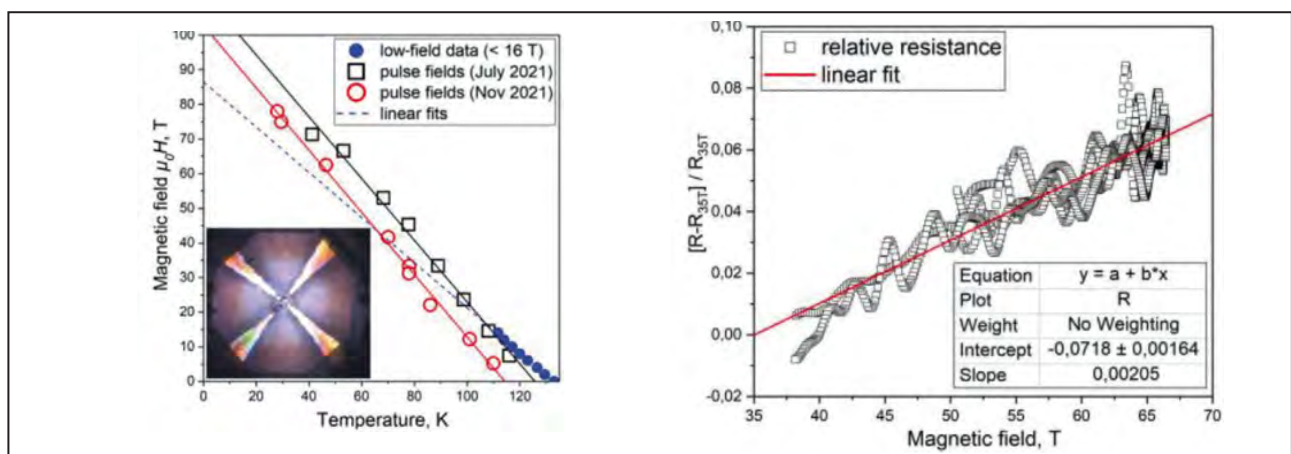 100
90
80
70
60
50
40
30
20
10
0
Magnetic field μ₀H, T
low-field data (< 16 T)
pulse fields (July 2021)
pulse fields (Nov 2021)
linear fits
0 20 40 60 80 100 120
Temperature, K
0,10
0,08
0,06
0,04
0,02
0,00
-0,02
[R-R35T] / R35T
relative resistance
linear fit
Equation y = a + b*x
Plot R
Weight No Weighting
Intercept -0,0718 ± 0,00164
Slope 0,00205
35 40 45 50 55 60 65 70
Magnetic field, T